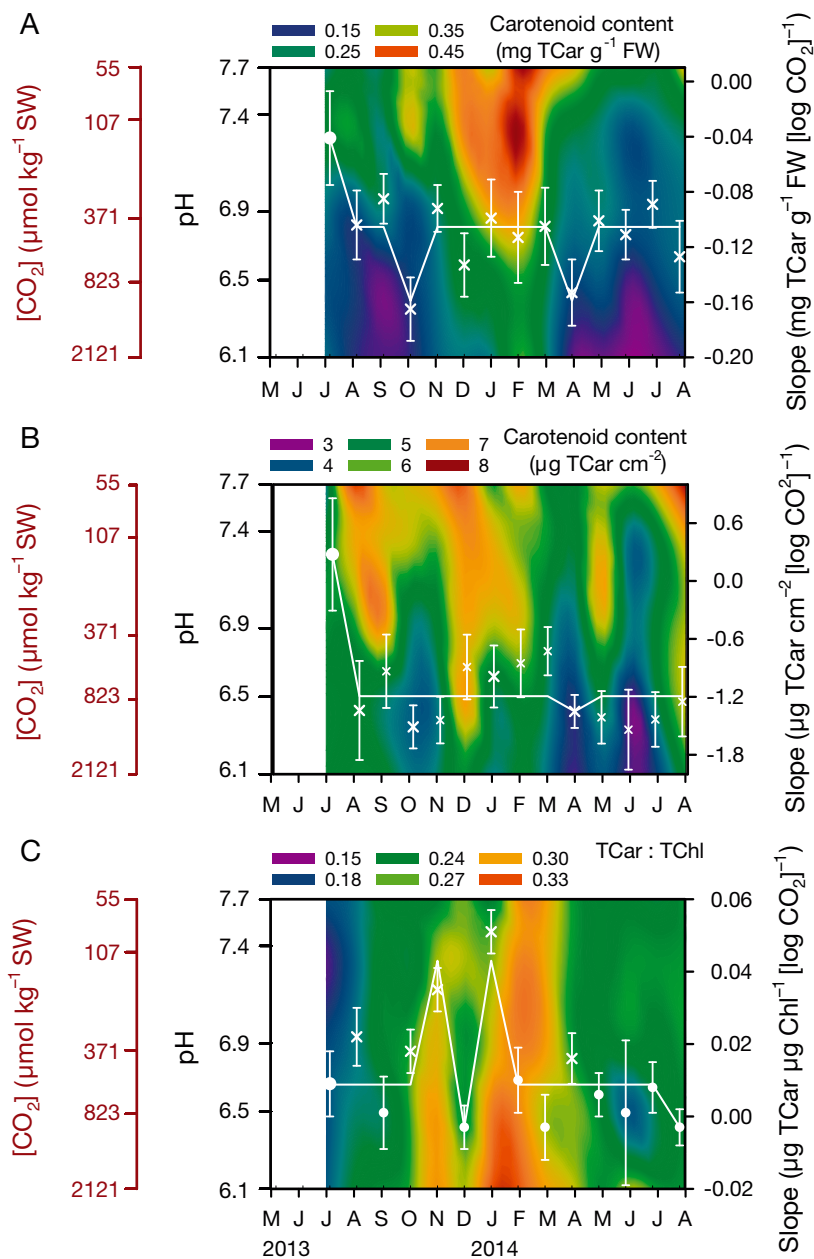 A
0.15 0.35 Carotenoid content
0.25 0.45 (mg TCar g⁻¹ FW)
[CO₂] (µmol kg⁻¹ SW)
55
107
371
823
2121
pH
7.7
7.4
6.9
6.5
6.1
0.00
-0.04
-0.08
-0.12
-0.16
-0.20
Slope (mg TCar g⁻¹ FW [log CO₂]⁻¹)
M J J A S O N D J F M A M J J A
B
3 5 7 Carotenoid content
4 6 8 (µg TCar cm⁻²)
[CO₂] (µmol kg⁻¹ SW)
55
107
371
823
2121
pH
7.7
7.4
6.9
6.5
6.1
0.6
0.0
-0.6
-1.2
-1.8
Slope (µg TCar cm⁻² [log CO²]⁻¹)
M J J A S O N D J F M A M J J A
C
0.15 0.24 0.30 TCar : TChl
0.18 0.27 0.33
[CO₂] (µmol kg⁻¹ SW)
55
107
371
823
2121
pH
7.7
7.4
6.9
6.5
6.1
0.06
0.04
0.02
0.00
-0.02
Slope (µg TCar µg Chl⁻¹ [log CO₂]⁻¹)
M J J A S O N D J F M A M J J A
2013 2014